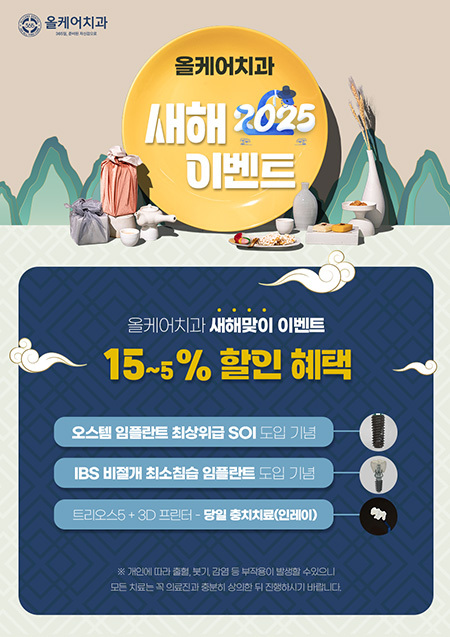 올케어치과
올케어치과
새해 2025
이벤트
올케어치과 새해맞이 이벤트
15~5% 할인 혜택
오스템 임플란트 최상위급 SOI 도입 기념
IBS 비절개 최소침습 임플란트 도입 기념
트리오스5 + 3D 프린터 - 당일 충치치료(인레이)
※ 개인에 따라 출혈, 붓기, 감염 등 부작용이 발생할 수있으니
모든 치료는 꼭 의료진과 충분히 상의한 뒤 진행하시기 바랍니다.